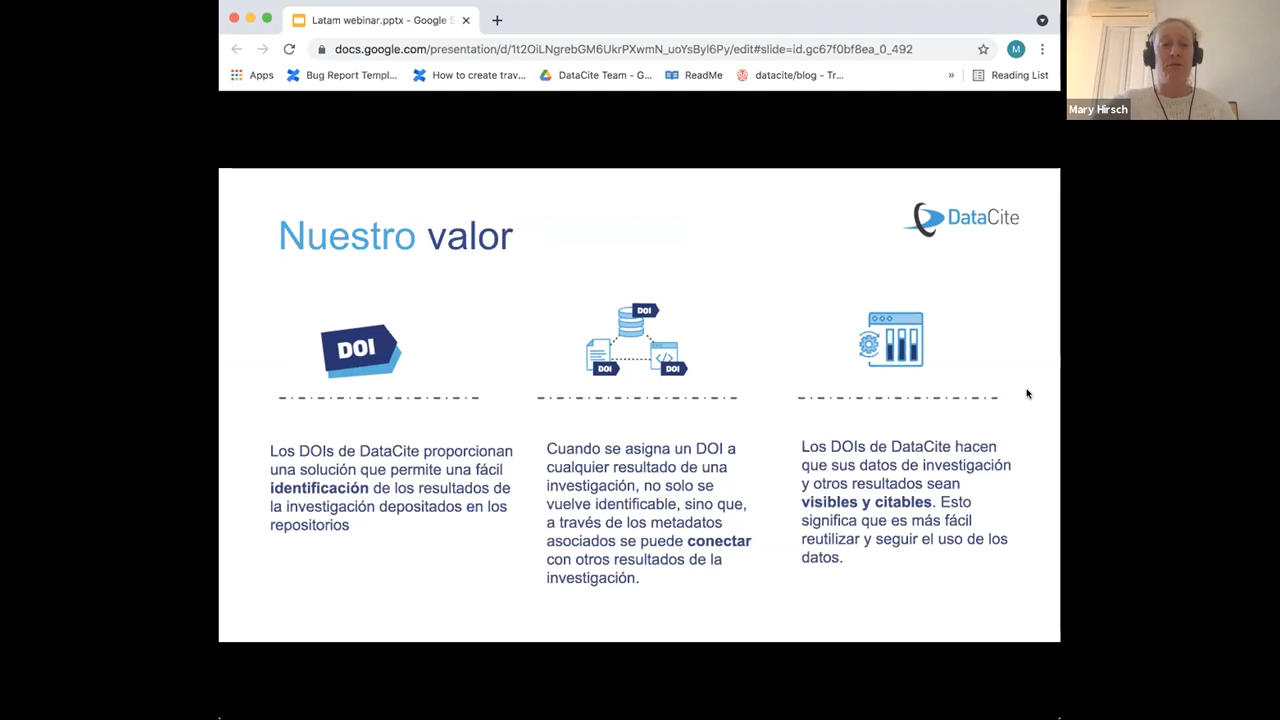 Latam webinar.pptx - Google S
docs.google.com/presentation/d/1t2OiLNgrebGM6UkrPXwmN_uoYsByl6Py/edit#slide=id.gc67f0bf8ea_0_492
M
Apps
Bug Report Templ...
How to create trav...
DataCite Team - G...
ReadMe
datacite/blog - Tr...
»
Reading List
Mary Hirsch
Nuestro valor
DataCite
DOI
DOI
DOI
DOI
Los DOIs de DataCite proporcionan
una solución que permite una fácil
identificación de los resultados de
la investigación depositados en los
repositorios
Cuando se asigna un DOI a
cualquier resultado de una
investigación, no solo se
vuelve identificable, sino que,
a través de los metadatos
asociados se puede conectar
con otros resultados de la
investigación.
Los DOIs de DataCite hacen
que sus datos de investigación
y otros resultados sean
visibles y citables. Esto
significa que es más fácil
reutilizar y seguir el uso de los
datos.